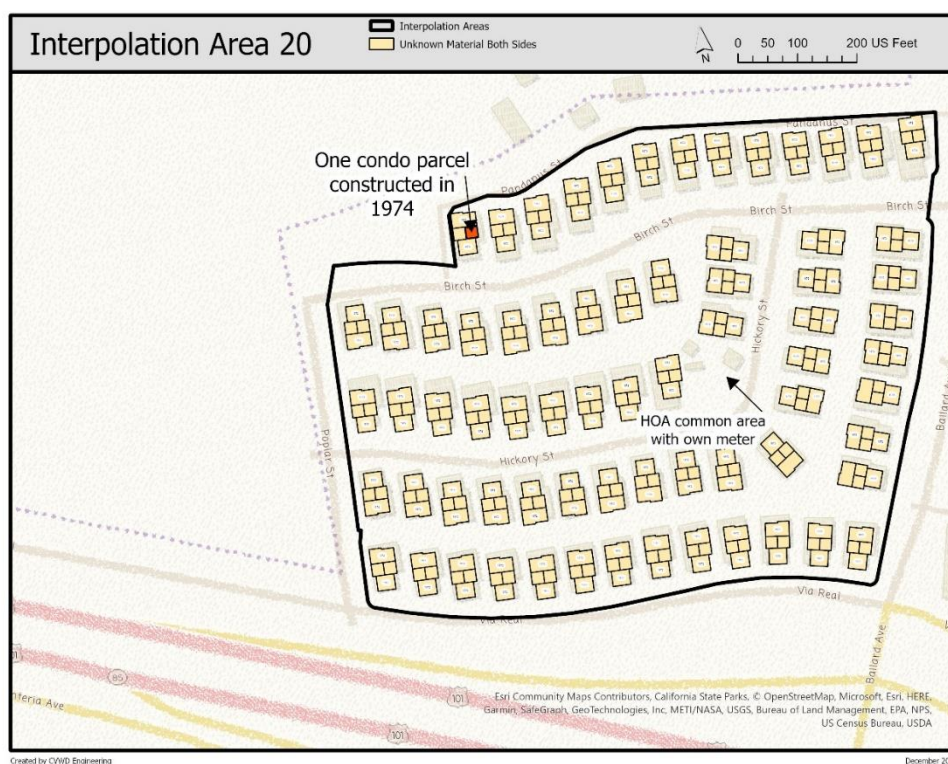 Interpolation Area 20
Interpolation Areas
Unknown Material Both Sides
N
0 50 100 200 US Feet
Pandanus St
One condo parcel
constructed in
1974
Pandanus St
Birch St
Birch St
Birch St
Birch St
Hickory St
HOA common area
with own meter
Poplar St
Hickory St
Via Real
Via Real
Ballard Ave
101
85
101
101
Esri Community Maps Contributors, California State Parks, © OpenStreetMap, Microsoft, Esri, HERE,
Garmin, SafeGraph, GeoTechnologies, Inc, METI/NASA, USGS, Bureau of Land Management, EPA, NPS,
US Census Bureau, USDA
Created by CVWD Engineering